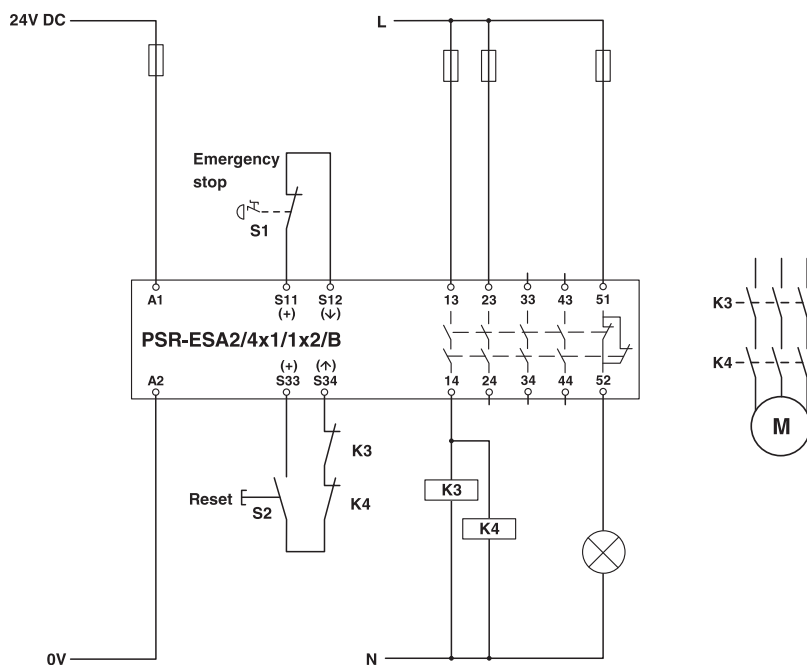 24V DC
L
Emergency
stop
S1
A1
S11
S12
13
23
33
43
51
(+)
(↓)
PSR-ESA2/4x1/1x2/B
(+)
(↑)
A2
S33
S34
14
24
34
44
52
K3
K4
M
K3
Reset
S2
K4
K3
K4
0V
N